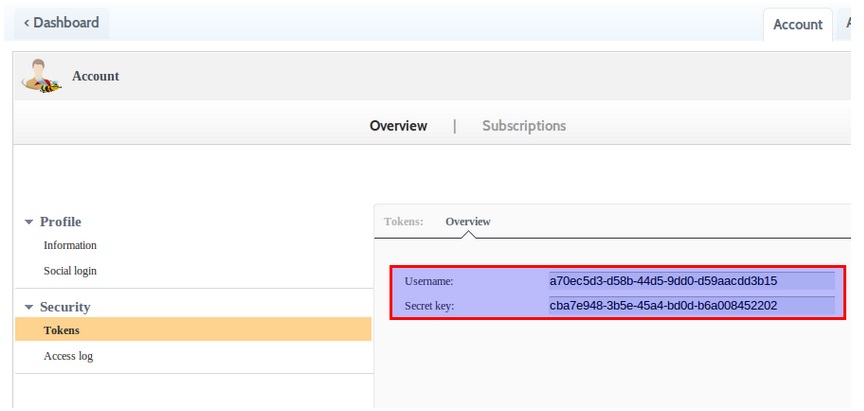 < Dashboard
Account
Account
Overview | Subscriptions
Profile
Information
Social login
Security
Tokens
Access log
Tokens: Overview
Username: a70ec5d3-d58b-44d5-9dd0-d59aacdd3b15
Secret key: cba7e948-3b5e-45a4-bd0d-b6a008452202